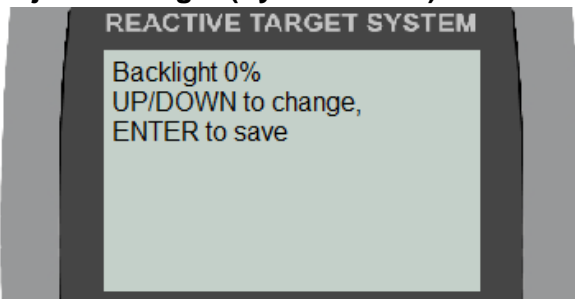 REACTIVE TARGET SYSTEM
Backlight 0%
UP/DOWN to change,
ENTER to save